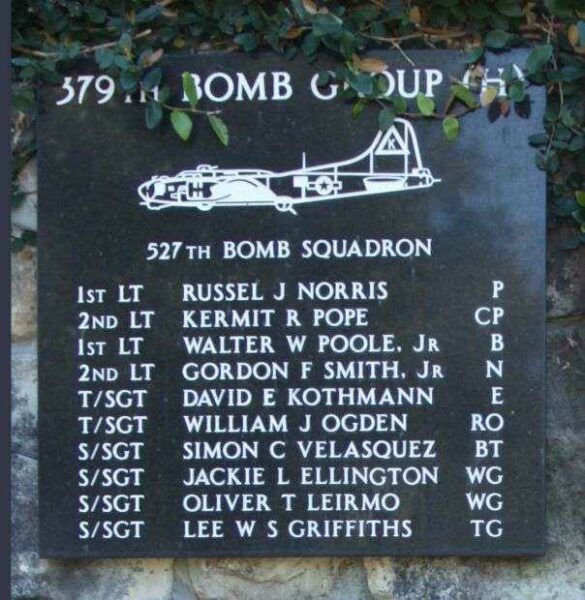 379TH BOMB GROUP (H)
K
527TH BOMB SQUADRON
1ST LT RUSSEL J NORRIS P
2ND LT KERMIT R POPE CP
1ST LT WALTER W POOLE, JR B
2ND LT GORDON F SMITH, JR N
T/SGT DAVID E KOTHMANN E
T/SGT WILLIAM J OGDEN RO
S/SGT SIMON C VELASQUEZ BT
S/SGT JACKIE L ELLINGTON WG
S/SGT OLIVER T LEIRMO WG
S/SGT LEE W S GRIFFITHS TG